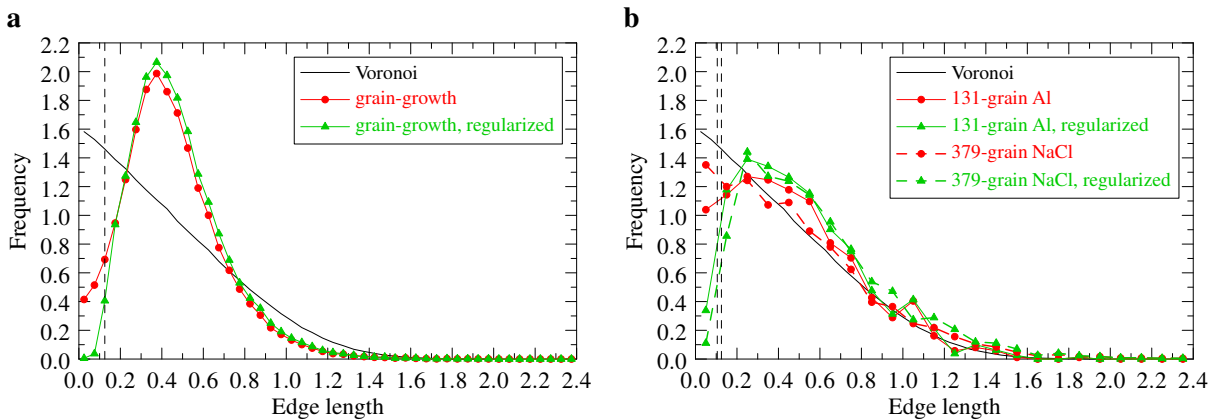 a
2.2
2.0
1.8
1.6
1.4
1.2
1.0
0.8
0.6
0.4
0.2
0.0
Frequency
0.0 0.2 0.4 0.6 0.8 1.0 1.2 1.4 1.6 1.8 2.0 2.2 2.4
Edge length
Voronoi
grain-growth
grain-growth, regularized
b
2.2
2.0
1.8
1.6
1.4
1.2
1.0
0.8
0.6
0.4
0.2
0.0
Frequency
0.0 0.2 0.4 0.6 0.8 1.0 1.2 1.4 1.6 1.8 2.0 2.2 2.4
Edge length
Voronoi
131-grain Al
131-grain Al, regularized
379-grain NaCl
379-grain NaCl, regularized